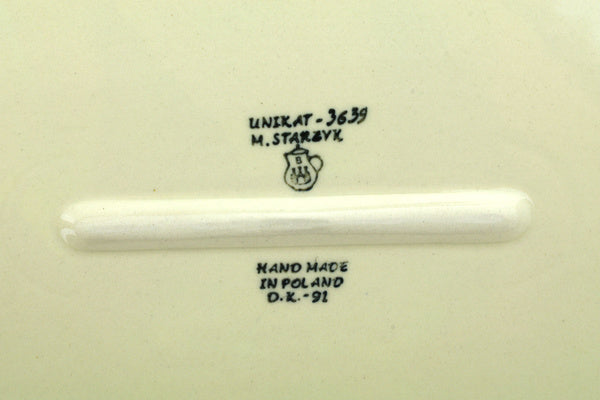 UNIKAT - 3639
M. STARZYK
B
HAND MADE
IN POLAND
D.K. - 91